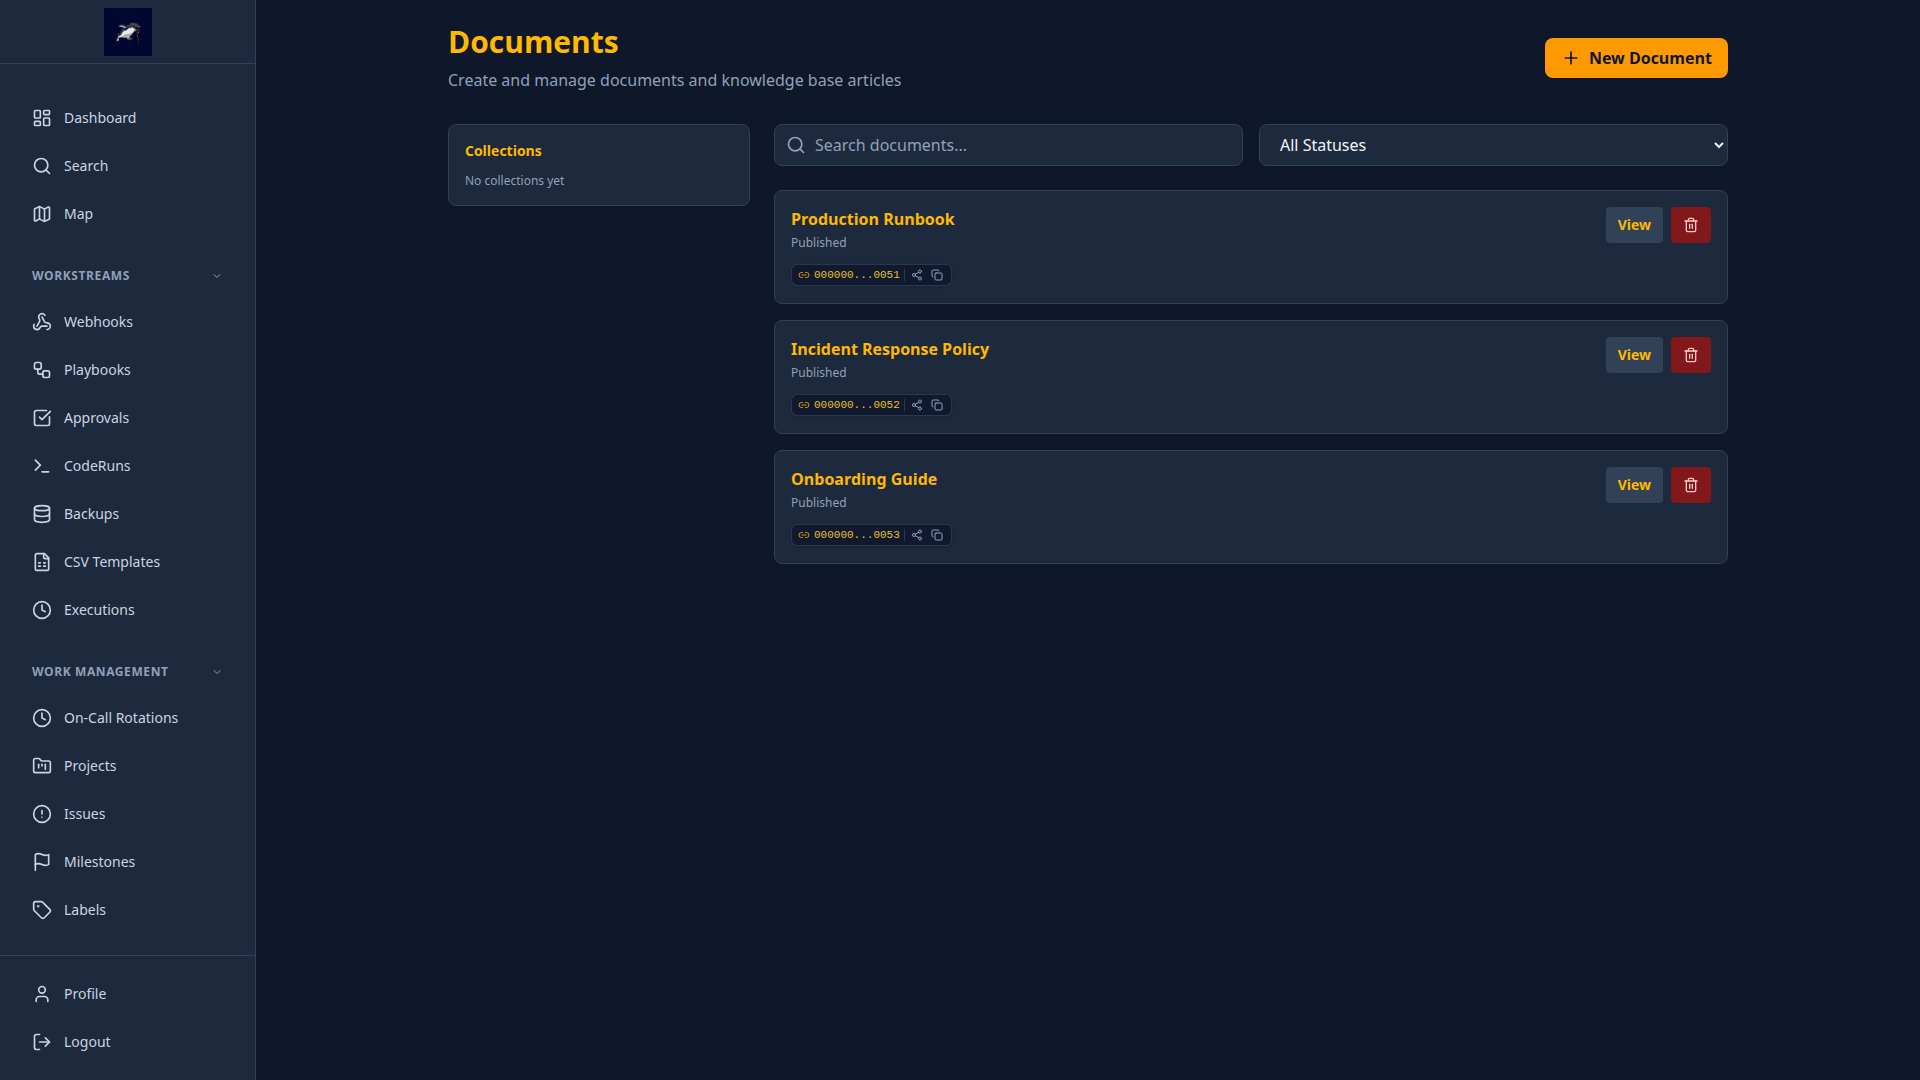 Dashboard
Search
Map
WORKSTREAMS
Webhooks
Playbooks
Approvals
CodeRuns
Backups
CSV Templates
Executions
WORK MANAGEMENT
On-Call Rotations
Projects
Issues
Milestones
Labels
Profile
Logout
Documents
Create and manage documents and knowledge base articles
New Document
Collections
No collections yet
Search documents...
All Statuses
Production Runbook
Published
000000...0051
View
Incident Response Policy
Published
000000...0052
View
Onboarding Guide
Published
000000...0053
View